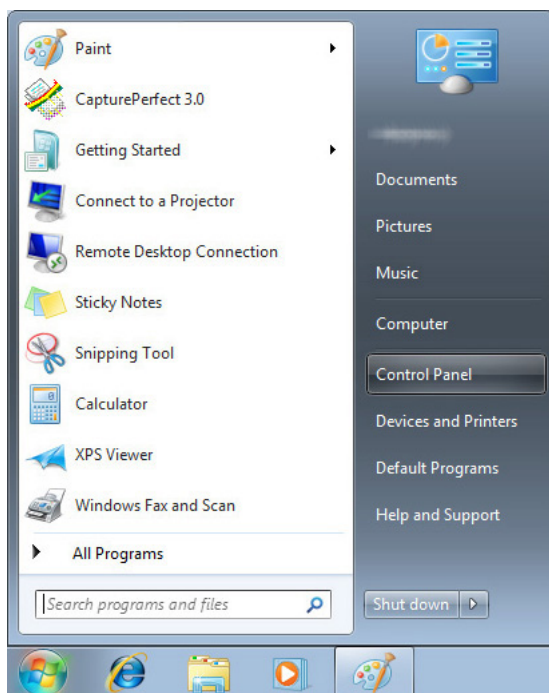 Paint
CapturePerfect 3.0
Getting Started
Connect to a Projector
Remote Desktop Connection
Sticky Notes
Snipping Tool
Calculator
XPS Viewer
Windows Fax and Scan
All Programs
Search programs and files
Documents
Pictures
Music
Computer
Control Panel
Devices and Printers
Default Programs
Help and Support
Shut down